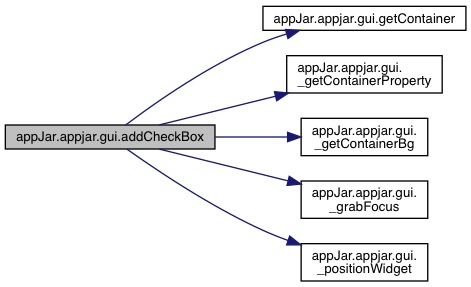 appJar.appjar.gui.addCheckBox
appJar.appjar.gui.getContainer
appJar.appjar.gui.
_getContainerProperty
appJar.appjar.gui.
_getContainerBg
appJar.appjar.gui.
_grabFocus
appJar.appjar.gui.
_positionWidget